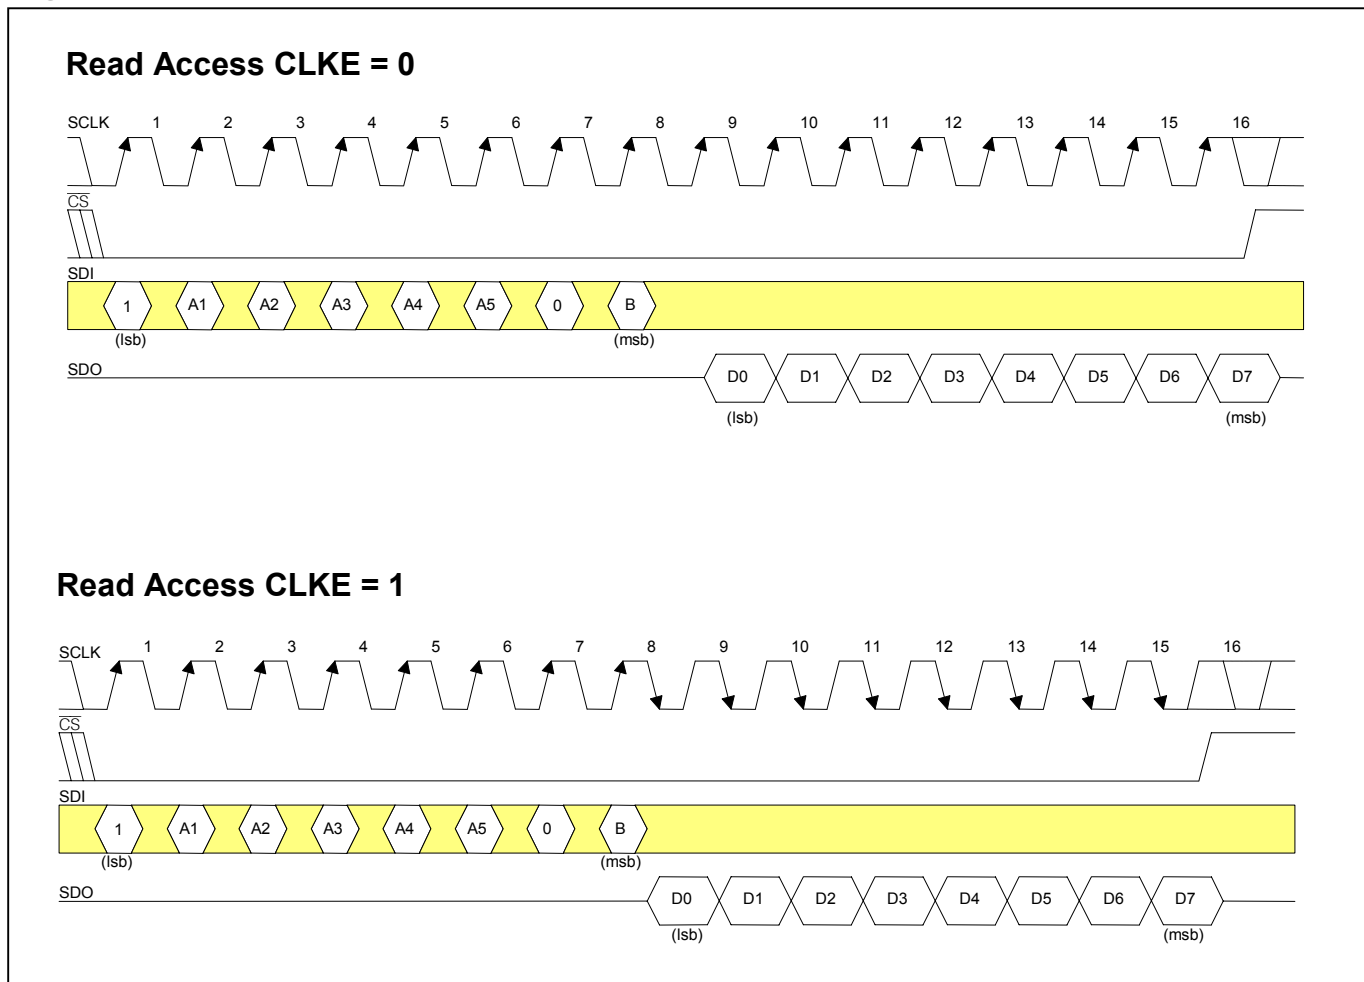 Read Access CLKE = 0
SCLK 1 2 3 4 5 6 7 8 9 10 11 12 13 14 15 16
CS
SDI
1 A1 A2 A3 A4 A5 0 B
(lsb) (msb)
SDO
D0 D1 D2 D3 D4 D5 D6 D7
(lsb) (msb)
Read Access CLKE = 1
SCLK 1 2 3 4 5 6 7 8 9 10 11 12 13 14 15 16
CS
SDI
1 A1 A2 A3 A4 A5 0 B
(lsb) (msb)
SDO
D0 D1 D2 D3 D4 D5 D6 D7
(lsb) (msb)